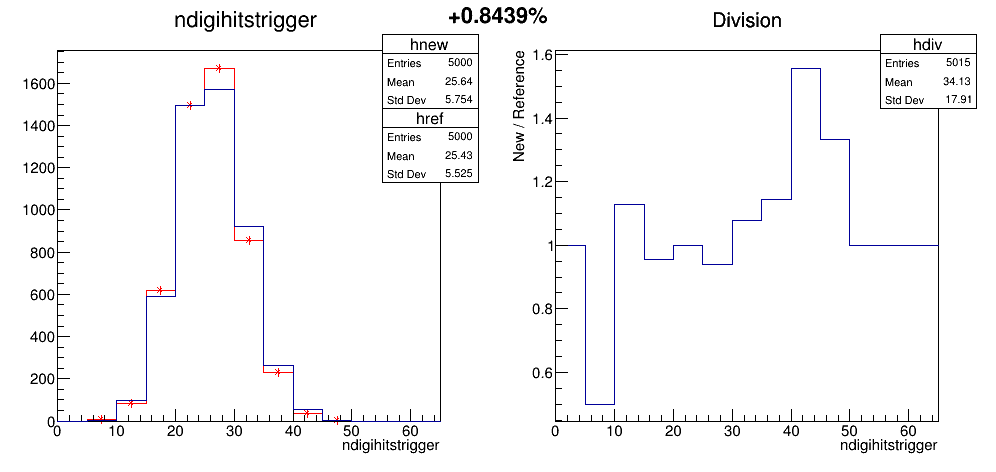 +0.8439%
ndigihitstrigger
hnew
Entries 5000
Mean 25.64
Std Dev 5.754
href
Entries 5000
Mean 25.43
Std Dev 5.525
1600
1400
1200
1000
800
600
400
200
0
0 10 20 30 40 50 60
ndigihitstrigger
Division
hdiv
Entries 5015
Mean 34.13
Std Dev 17.91
New / Reference
1.6
1.4
1.2
1
0.8
0.6
0 10 20 30 40 50 60
ndigihitstrigger